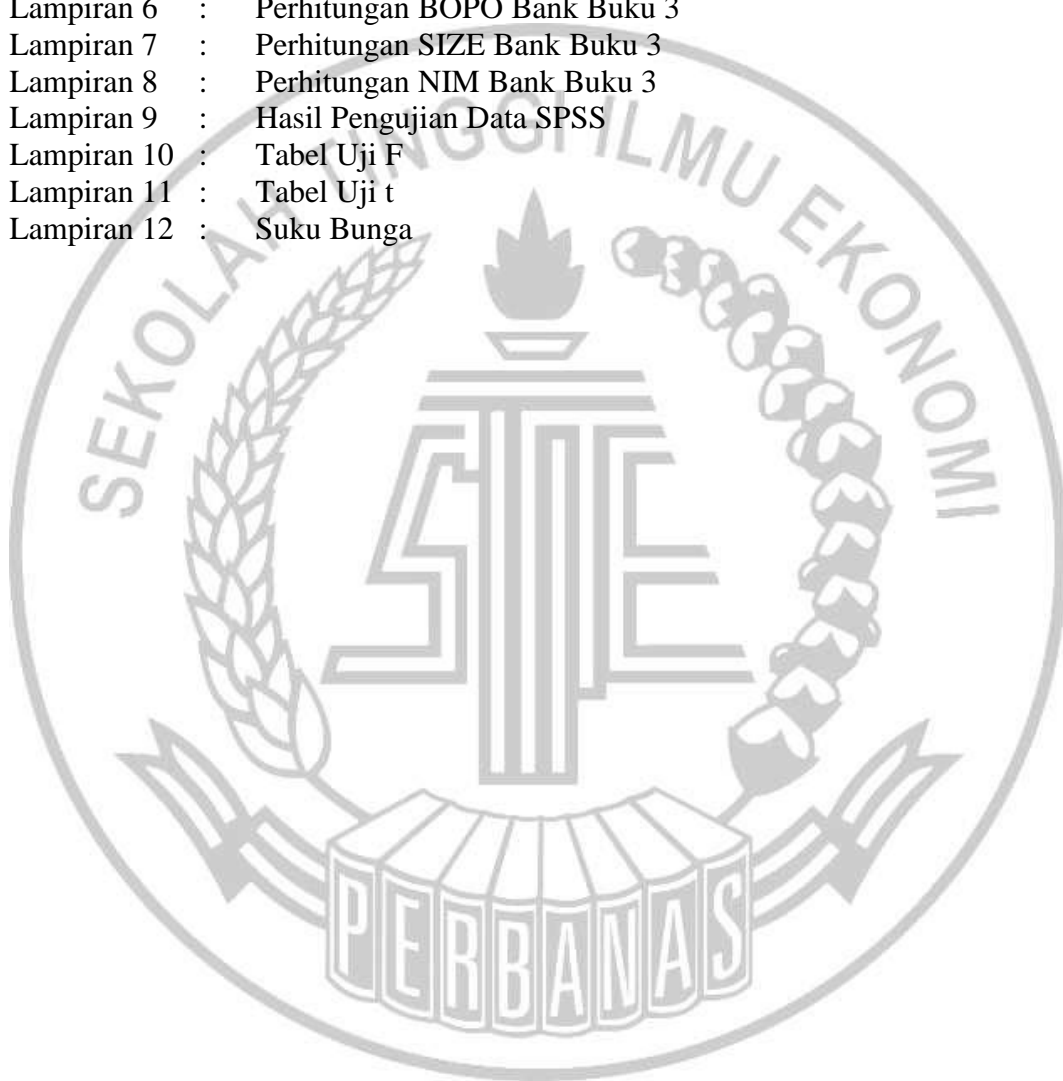 Lampiran 6 : Perhitungan BOPO Bank Buku 3
Lampiran 7 : Perhitungan SIZE Bank Buku 3
Lampiran 8 : Perhitungan NIM Bank Buku 3
Lampiran 9 : Hasil Pengujian Data SPSS
Lampiran 10 : Tabel Uji F
Lampiran 11 : Tabel Uji t
Lampiran 12 : Suku Bunga
SEKOLAH TINGGI ILMU EKONOMI
STIE
PERBANAS